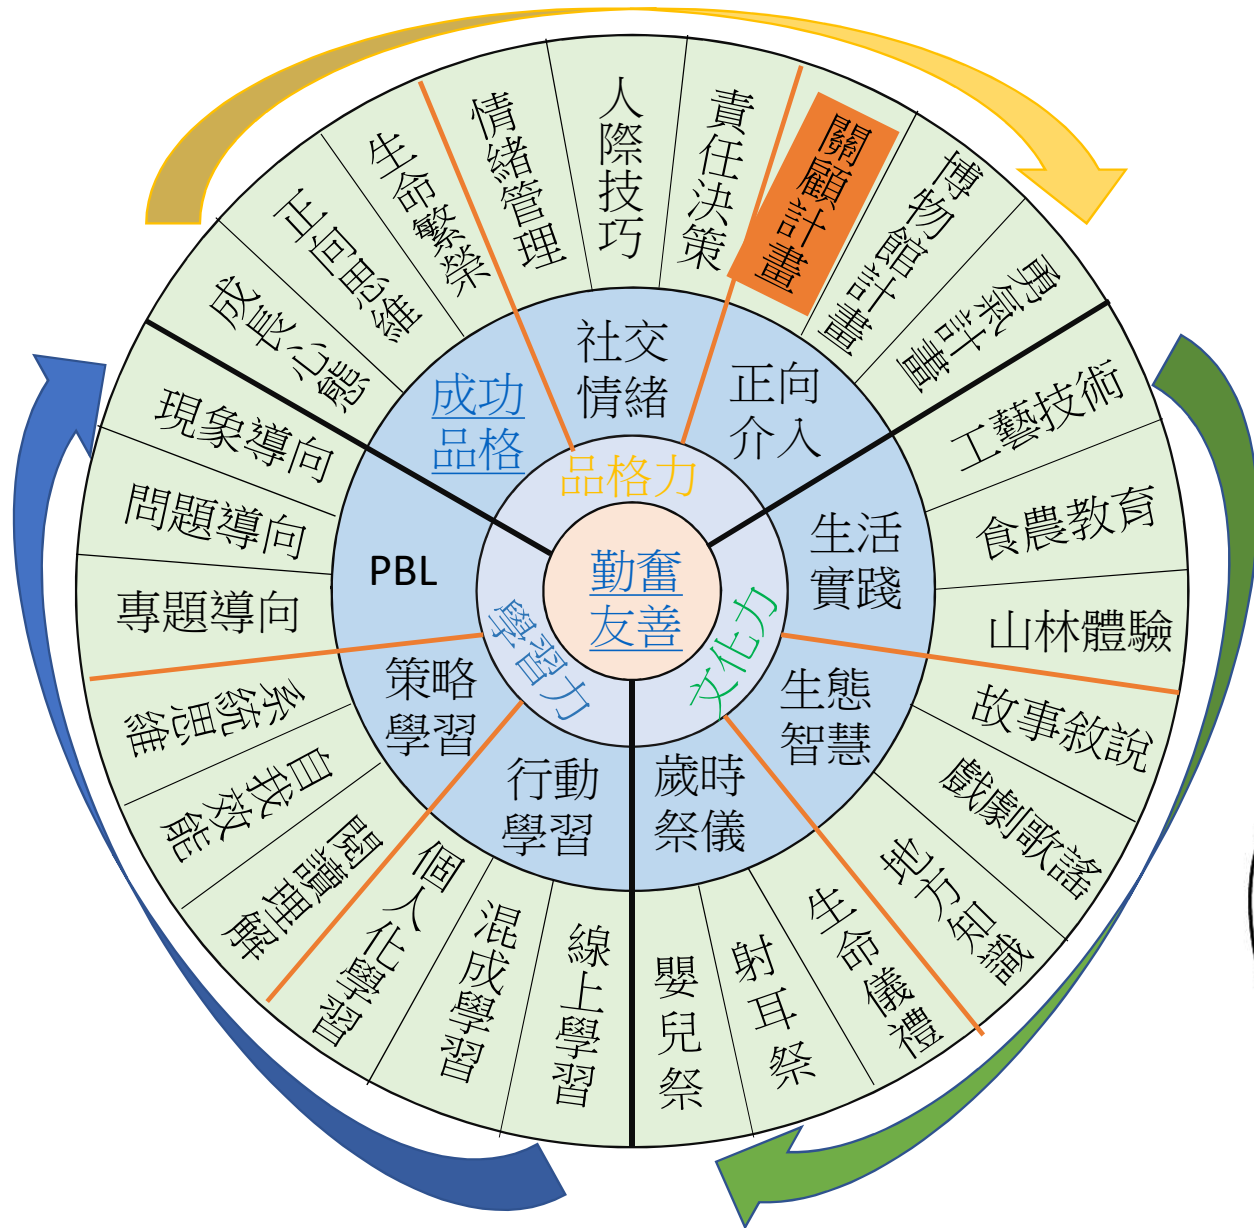 勤奮
友善
品格力
文化力
學習力
成功
品格
社交
情緒
正向
介入
生活
實踐
生態
智慧
歲時
祭儀
行動
學習
策略
學習
PBL
成長心態
正向思維
生命繁榮
情緒管理
人際技巧
責任決策
關顧計畫
博物館計畫
勇氣計畫
工藝技術
食農教育
山林體驗
故事敘說
戲劇歌謠
地方知識
生命儀禮
射耳祭
嬰兒祭
線上學習
混成學習
個人化學習
閱讀理解
自我效能
系統思維
專題導向
問題導向
現象導向